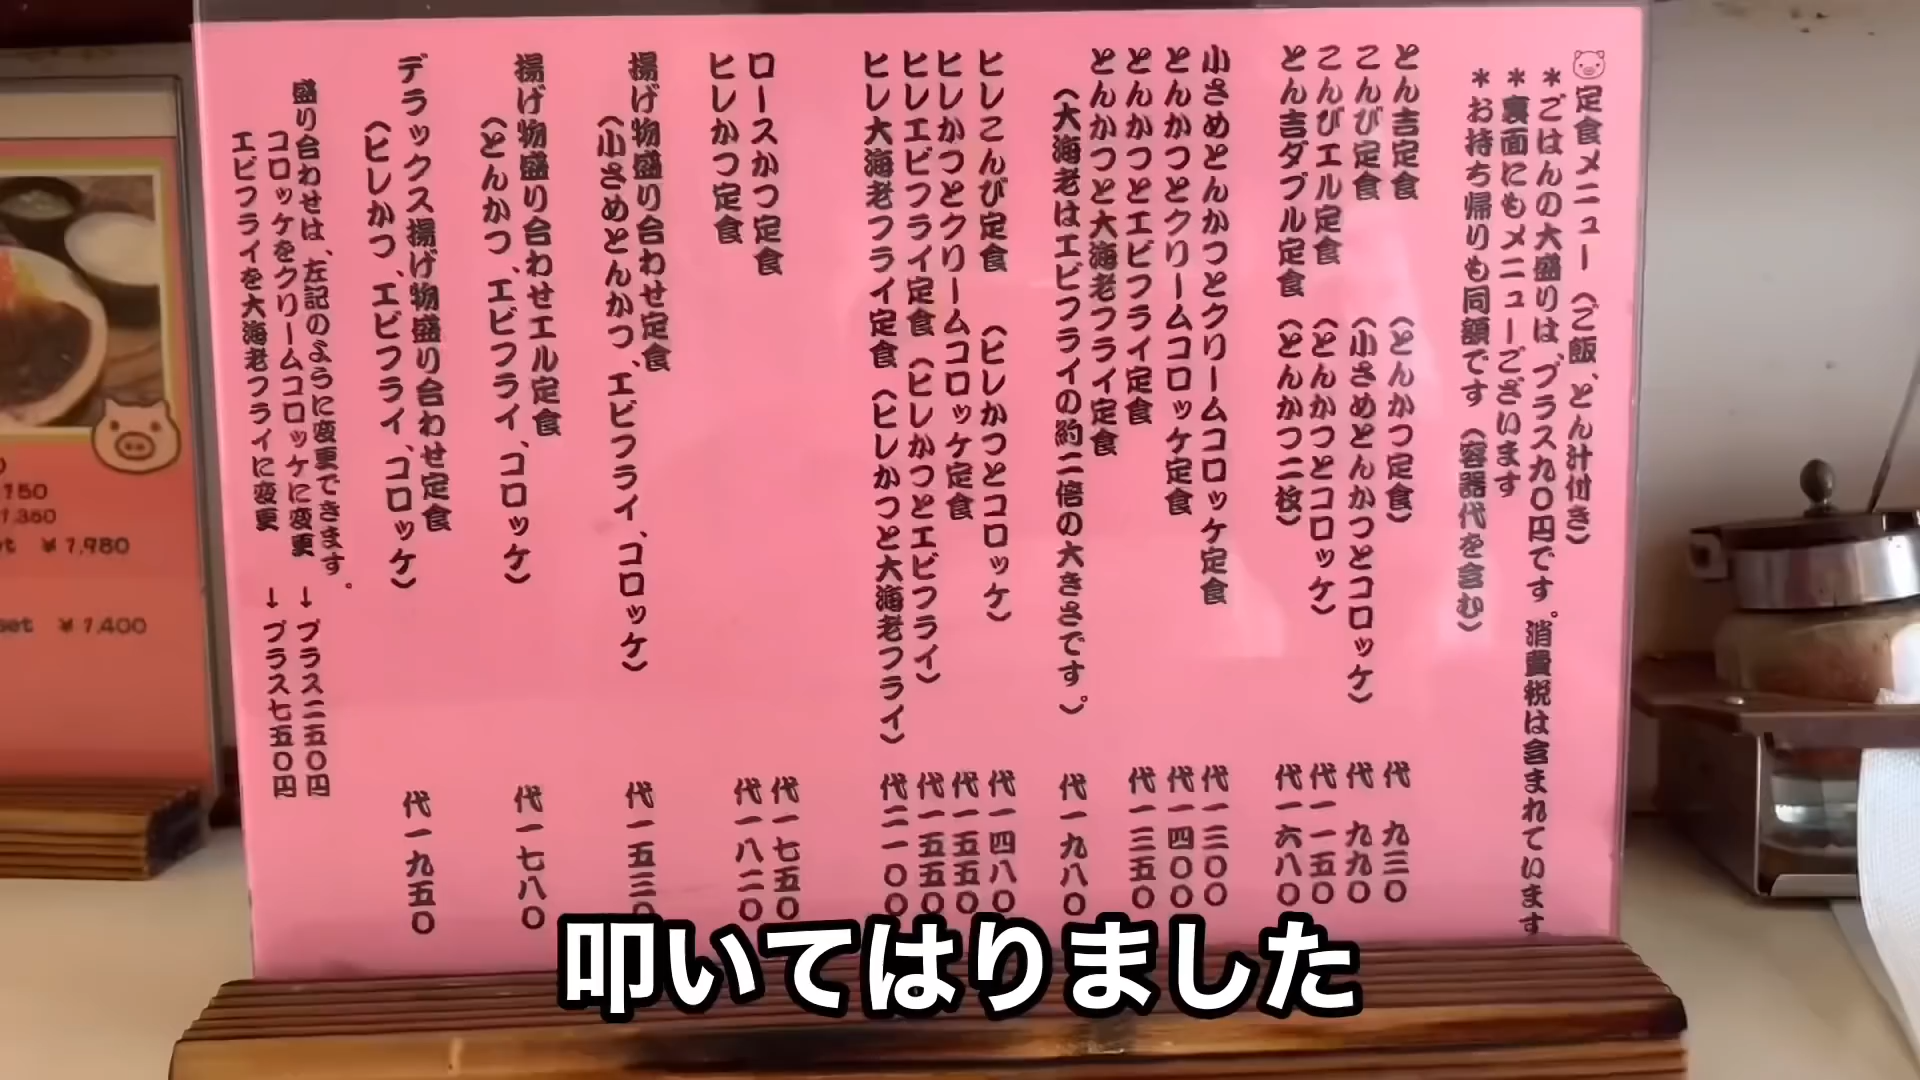 定食メニュー（ご飯、とん汁付き）
＊ごはんの大盛りは、プラス九〇円です。消費税は含まれています
＊裏面にもメニューございます
＊お持ち帰りも同額です（容器代を含む）
とん吉定食（とんかつ定食）代 九三〇
こんび定食（小さめとんかつとコロッケ）代 九九〇
こんびエル定食（とんかつとコロッケ）代一一五〇
とん吉ダブル定食（とんかつ二枚）代一六八〇
小さめとんかつとクリームコロッケ定食 代一三〇〇
とんかつとクリームコロッケ定食 代一四〇〇
とんかつとエビフライ定食 代一三五〇
とんかつと大海老フライ定食 代一九八〇
（大海老はエビフライの約二倍の大きさです。）
ヒレこんび定食（ヒレかつとコロッケ）代一四八〇
ヒレかつとクリームコロッケ定食 代一五五〇
ヒレエビフライ定食（ヒレかつとエビフライ）代一五五〇
ヒレ大海老フライ定食（ヒレかつと大海老フライ）代二一〇〇
ロースかつ定食 代一七五〇
ヒレかつ定食 代一八二〇
揚げ物盛り合わせ定食 代一五三〇
（小さめとんかつ、エビフライ、コロッケ）
揚げ物盛り合わせエル定食 代一七八〇
（とんかつ、エビフライ、コロッケ）
デラックス揚げ物盛り合わせ定食 代一九五〇
（ヒレかつ、エビフライ、コロッケ）
盛り合わせは、左記のように変更できます。
コロッケをクリームコロッケに変更→プラス二五〇円
エビフライを大海老フライに変更→プラス七五〇円
1,350
￥1,980
set ￥1,400
叩いてはりました